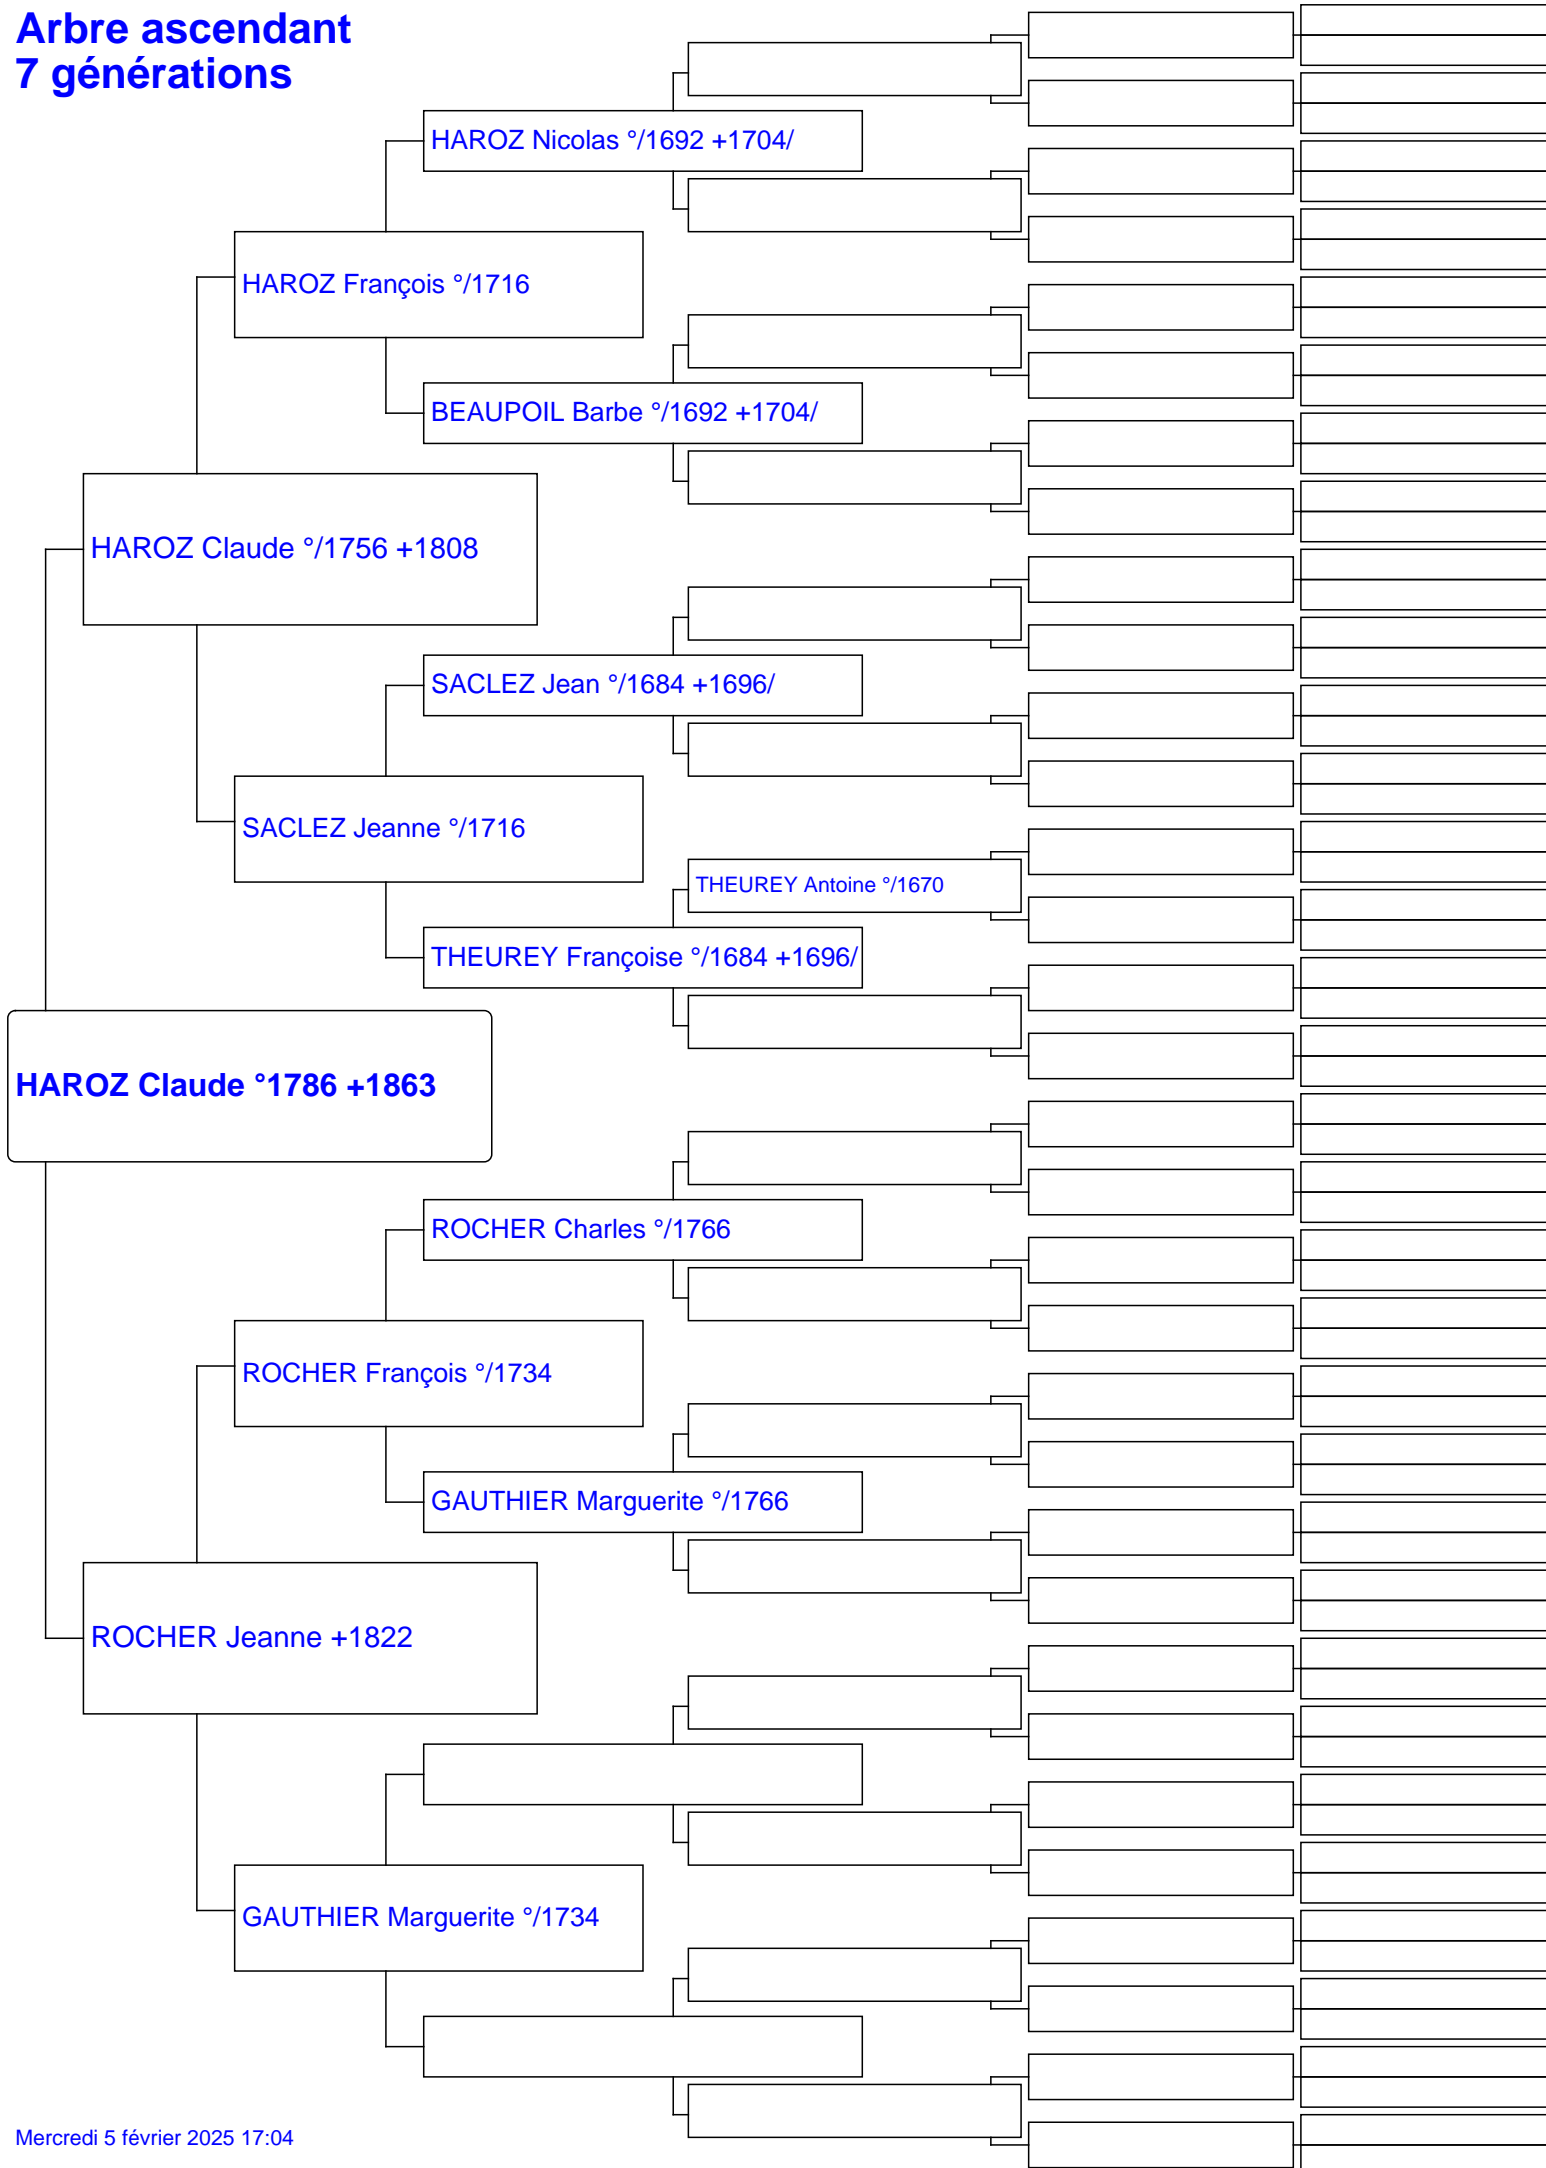 Arbre ascendant
7 générations
HAROZ Nicolas °/1692 +1704/
HAROZ François °/1716
BEAUPOIL Barbe °/1692 +1704/
HAROZ Claude °/1756 +1808
SACLEZ Jean °/1684 +1696/
SACLEZ Jeanne °/1716
THEUREY Antoine °/1670
THEUREY Françoise °/1684 +1696/
HAROZ Claude °1786 +1863
ROCHER Charles °/1766
ROCHER François °/1734
GAUTHIER Marguerite °/1766
ROCHER Jeanne +1822
GAUTHIER Marguerite °/1734
Mercredi 5 février 2025 17:04